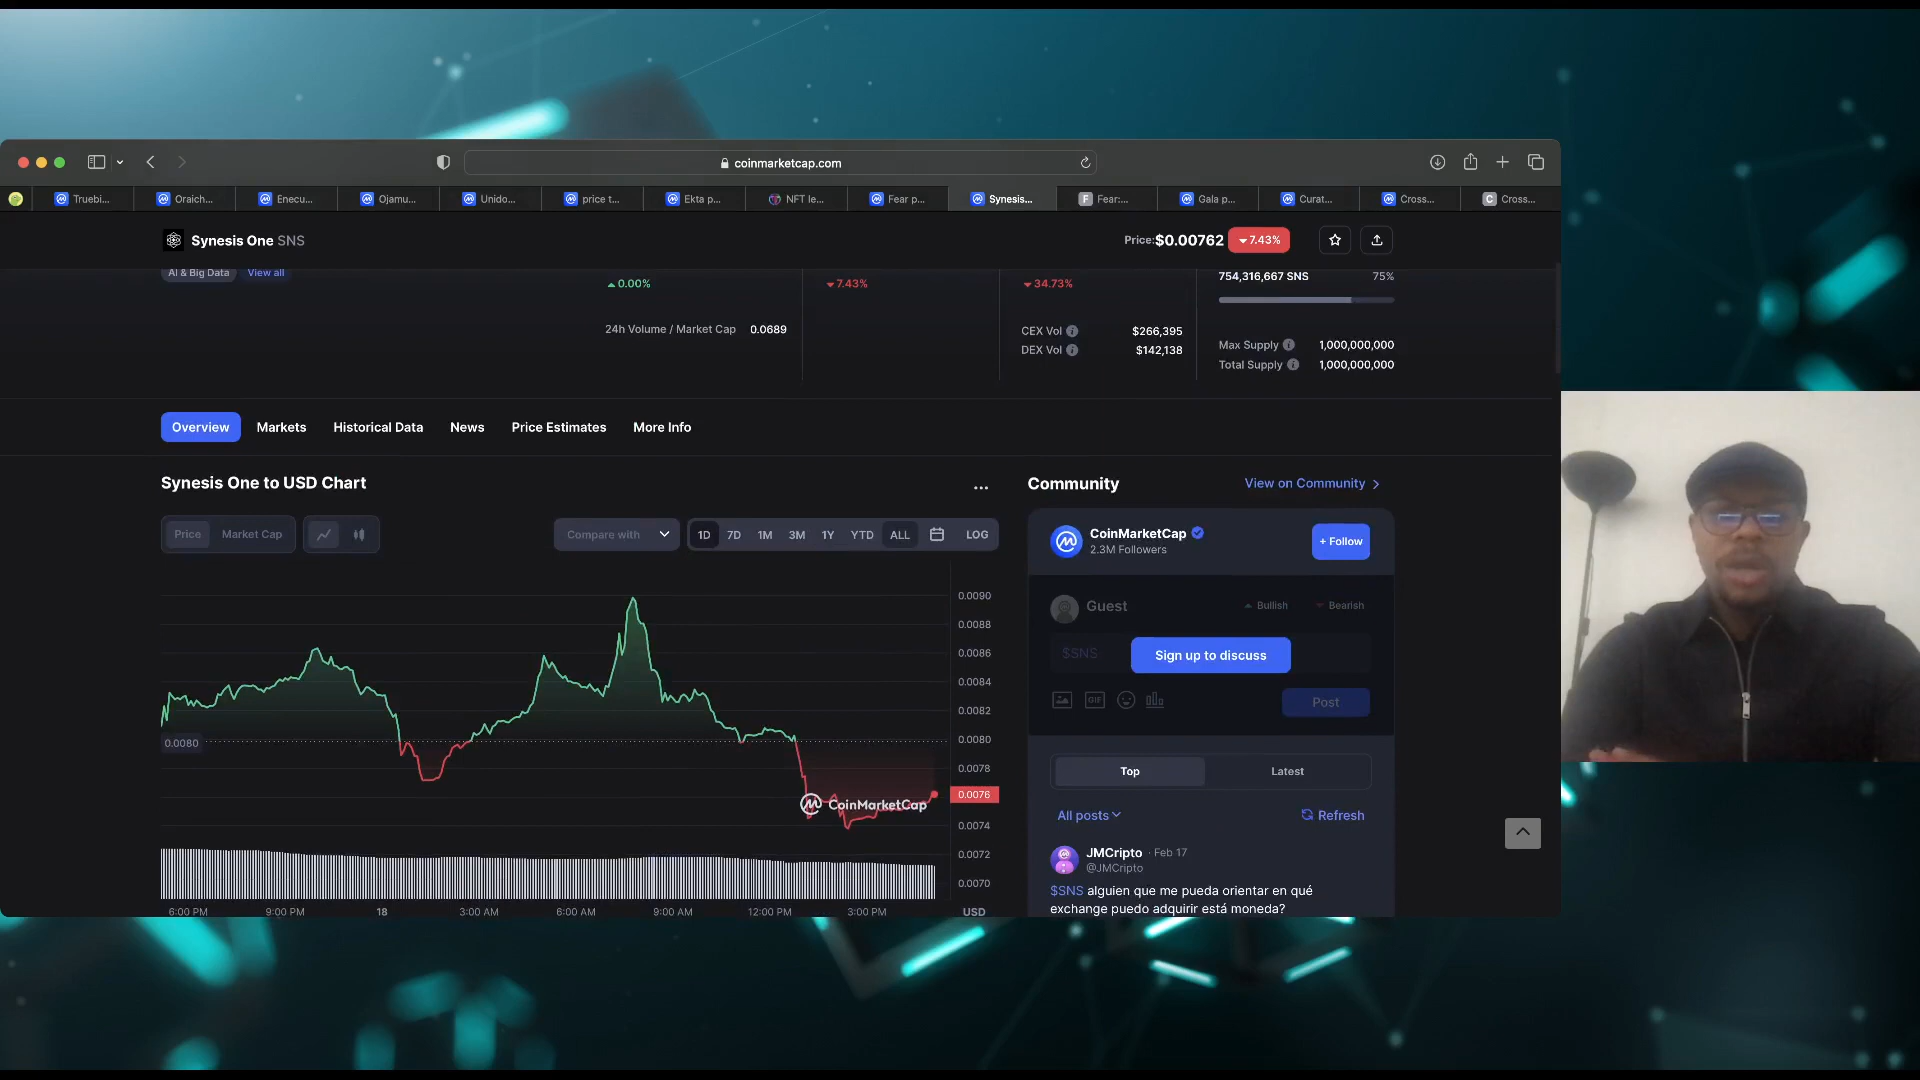 coinmarketcap.com
Truebi...
Oraich...
Enecu...
Ojamu...
Unido...
price t...
Ekta p...
NFT le...
Fear p...
Synesis...
F Fear:...
Gala p...
Curat...
Cross...
C Cross...
Synesis One SNS
Price:$0.00762 7.43%
AI & Big Data View all
0.00%
7.43%
34.73%
754,316,667 SNS 75%
24h Volume / Market Cap 0.0689
CEX Vol $266,395
DEX Vol $142,138
Max Supply 1,000,000,000
Total Supply 1,000,000,000
Overview Markets Historical Data News Price Estimates More Info
Synesis One to USD Chart
...
Price Market Cap
Compare with
1D 7D 1M 3M 1Y YTD ALL LOG
0.0090
0.0088
0.0086
0.0084
0.0082
0.0080
0.0080
0.0078
0.0076
0.0074
0.0072
0.0070
CoinMarketCap
6:00 PM 9:00 PM 18 3:00 AM 6:00 AM 9:00 AM 12:00 PM 3:00 PM USD
Community View on Community
CoinMarketCap
2.3M Followers
+ Follow
Guest Bullish Bearish
$SNS
Sign up to discuss
GIF
Post
Top Latest
All posts Refresh
JMCripto · Feb 17
@JMCripto
$SNS alguien que me pueda orientar en qué
exchange puedo adquirir está moneda?